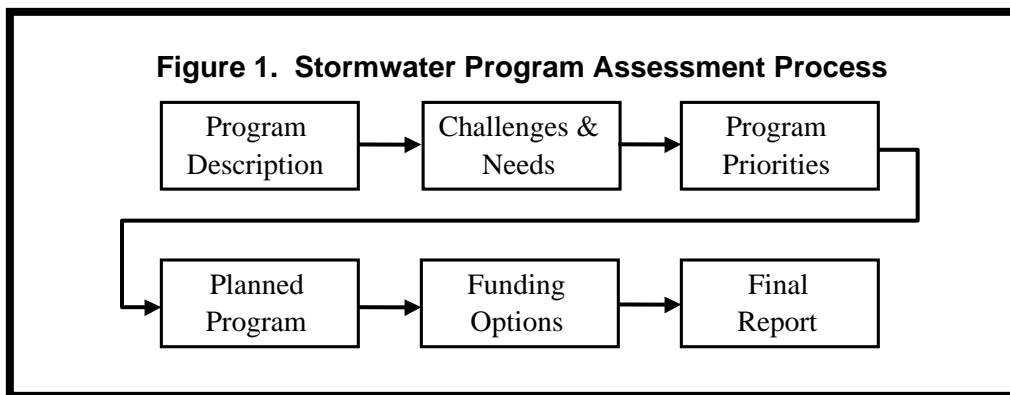 Figure 1. Stormwater Program Assessment Process
Program
Description
Challenges &
Needs
Program
Priorities
Planned
Program
Funding
Options
Final
Report